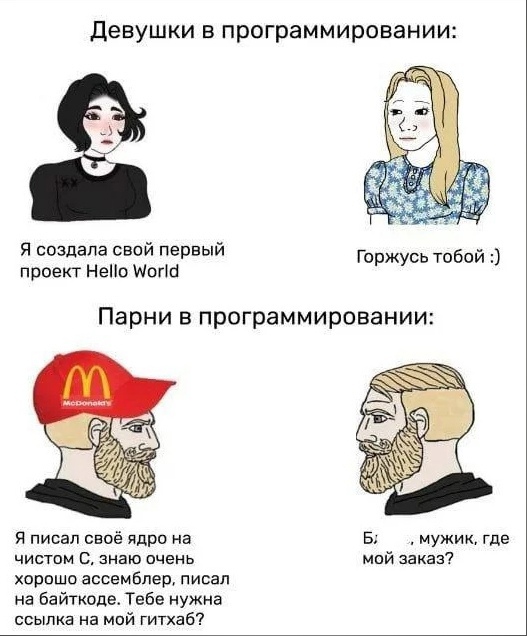 Девушки в программировании:
Я создала свой первый
проект Hello World
Горжусь тобой :)
Парни в программировании:
McDonald's
Я писал своё ядро на
чистом C, знаю очень
хорошо ассемблер, писал
на байткоде. Тебе нужна
ссылка на мой гитхаб?
, мужик, где
мой заказ?